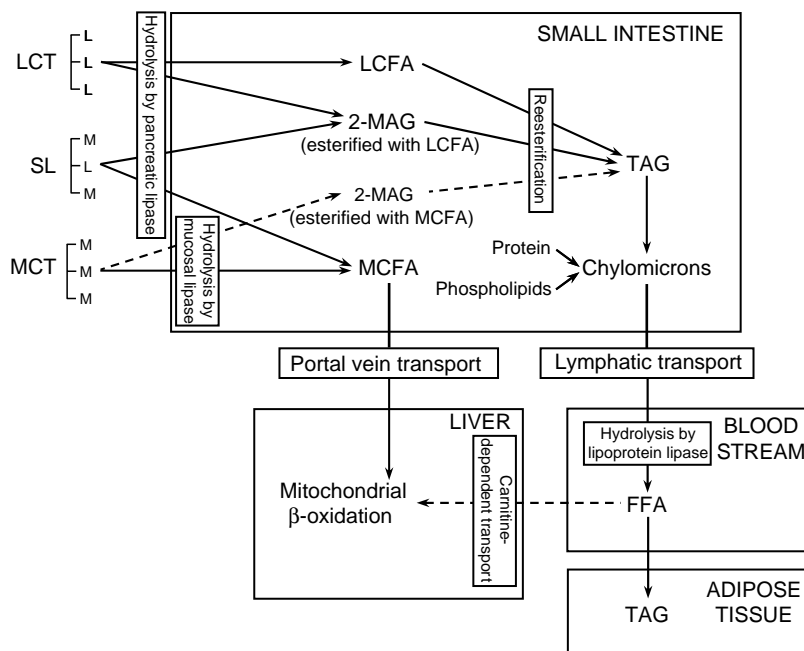 SMALL INTESTINE
LCT
L
L
L
Hydrolysis by pancreatic lipase
LCFA
2-MAG
(esterified with LCFA)
Reesterification
TAG
SL
M
L
M
2-MAG
(esterified with MCFA)
MCT
M
M
M
Hydrolysis by
mucosal lipase
MCFA
Protein
Phospholipids
Chylomicrons
Portal vein transport
Lymphatic transport
LIVER
Mitochondrial
β-oxidation
Carnitine-
dependent transport
BLOOD
STREAM
Hydrolysis by
lipoprotein lipase
FFA
ADIPOSE
TISSUE
TAG